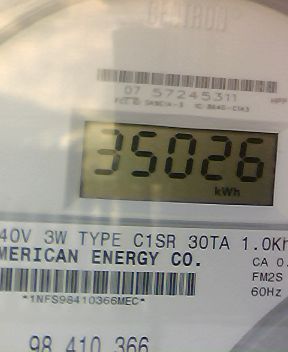 CENTRON
07 57245311
35026
kWh
40V 3W TYPE C1SR 30TA 1.0Kh
MERICAN ENERGY CO.
CA 0.
FM2S
60Hz
*1NFS98410366MEC*
98 410 366